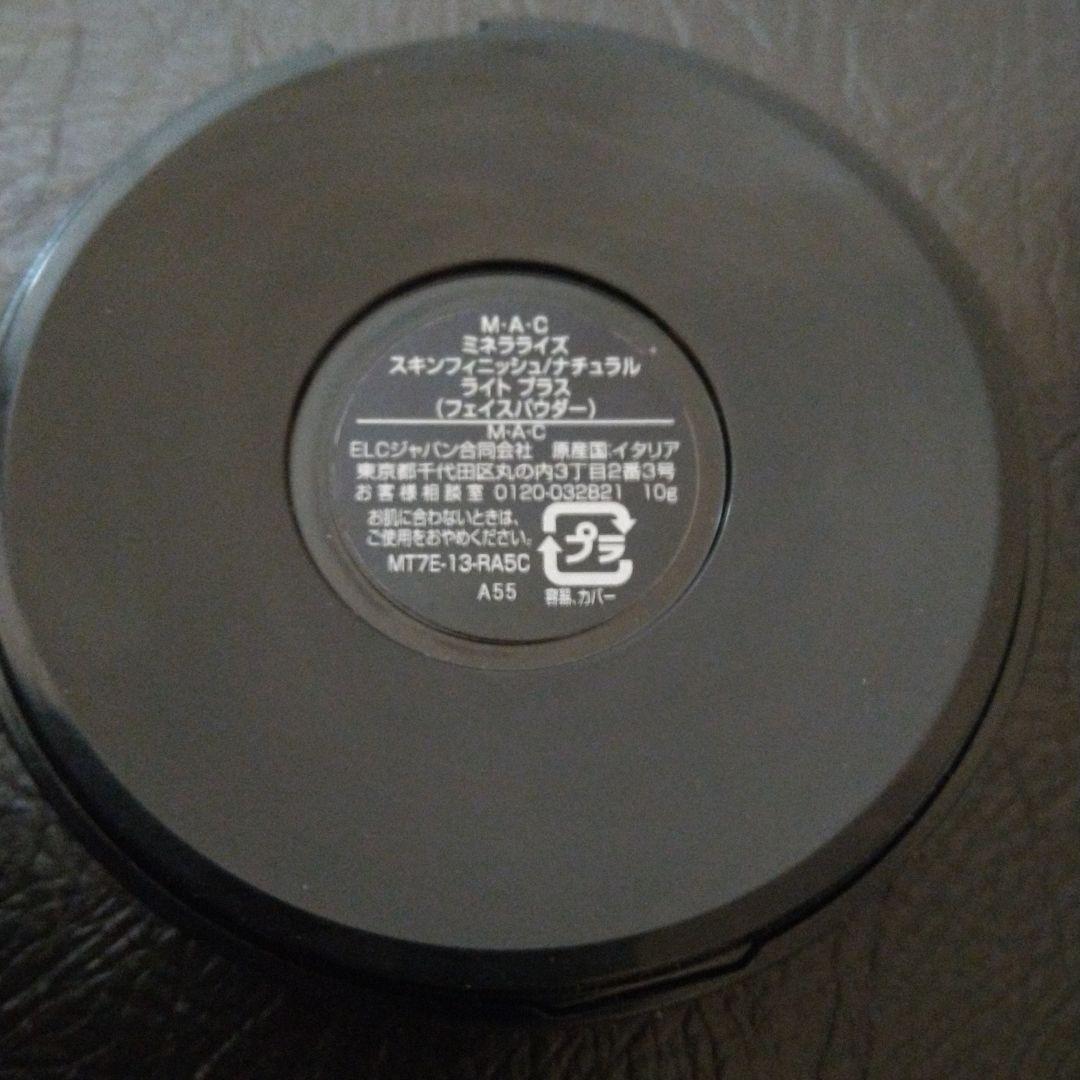 M·A·C
ミネラライズ
スキンフィニッシュ/ナチュラル
ライト プラス
(フェイスパウダー)
M·A·C
ELCジャパン合同会社 原産国:イタリア
東京都千代田区丸の内3丁目2番3号
お客様相談室 0120-032821 10g
お肌に合わないときは、
ご使用をおやめください。
プラ
MT7E-13-RA5C
A55
容器、カバー